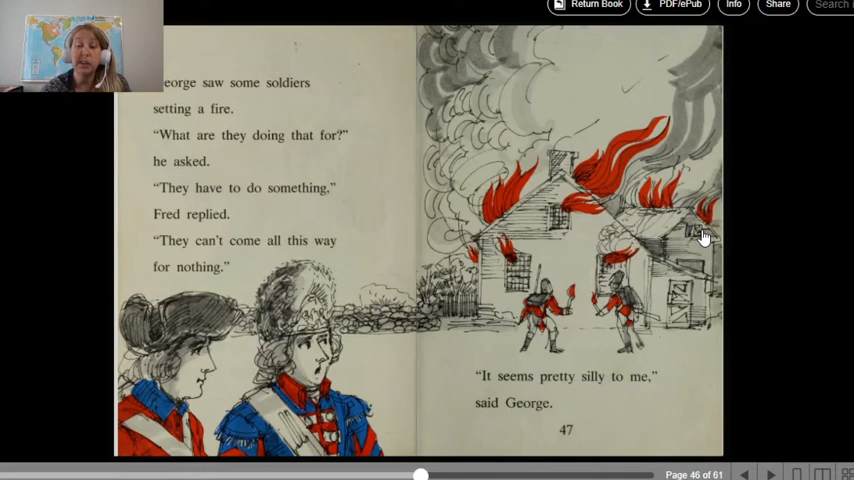 Return Book
PDF/ePub
Info
Share
Search
George saw some soldiers
setting a fire.
"What are they doing that for?"
he asked.
"They have to do something,"
Fred replied.
"They can't come all this way
for nothing."
"It seems pretty silly to me,"
said George.
47
Page 46 of 61